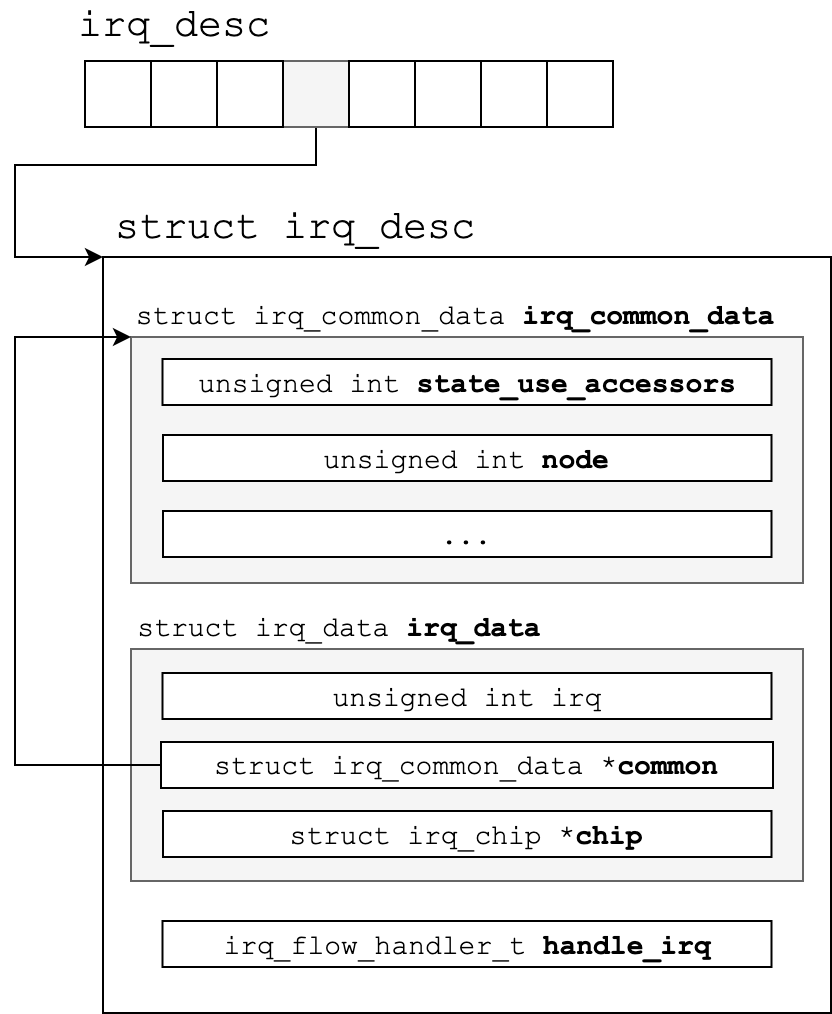 irq_desc
struct irq_desc
struct irq_common_data irq_common_data
unsigned int state_use_accessors
unsigned int node
...
struct irq_data irq_data
unsigned int irq
struct irq_common_data *common
struct irq_chip *chip
irq_flow_handler_t handle_irq